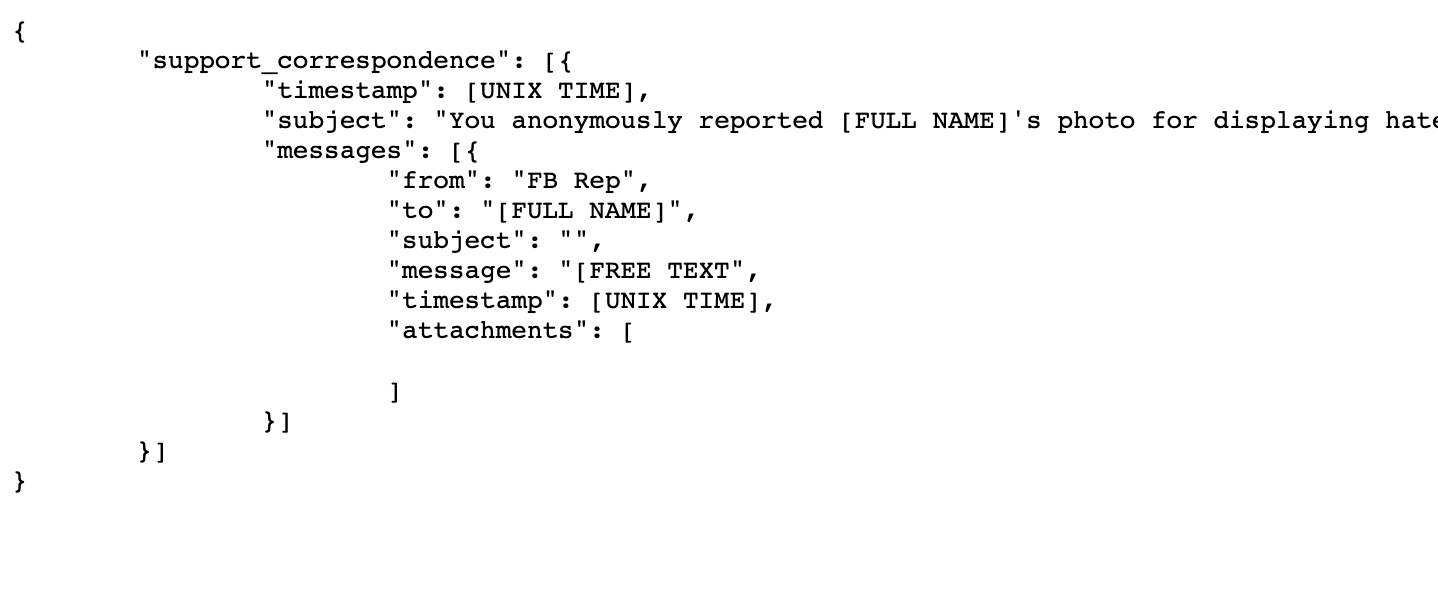 {
"support_correspondence": [{
"timestamp": [UNIX TIME],
"subject": "You anonymously reported [FULL NAME]'s photo for displaying hate
"messages": [{
"from": "FB Rep",
"to": "[FULL NAME]",
"subject": "",
"message": "[FREE TEXT",
"timestamp": [UNIX TIME],
"attachments": [
]
}]
}]
}